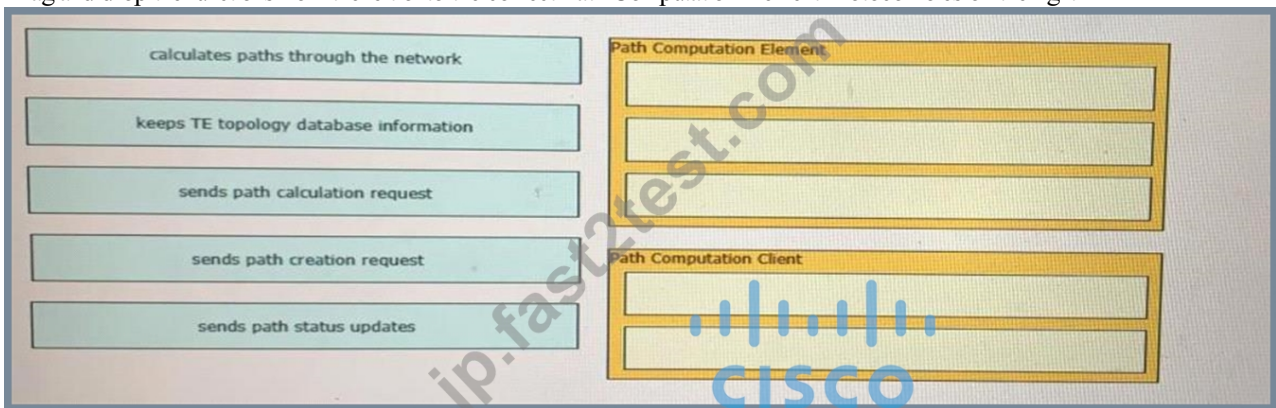 calculates paths through the network
keeps TE topology database information
sends path calculation request
sends path creation request
sends path status updates
Path Computation Element
Path Computation Client
ip.fast2test.com
CISCO